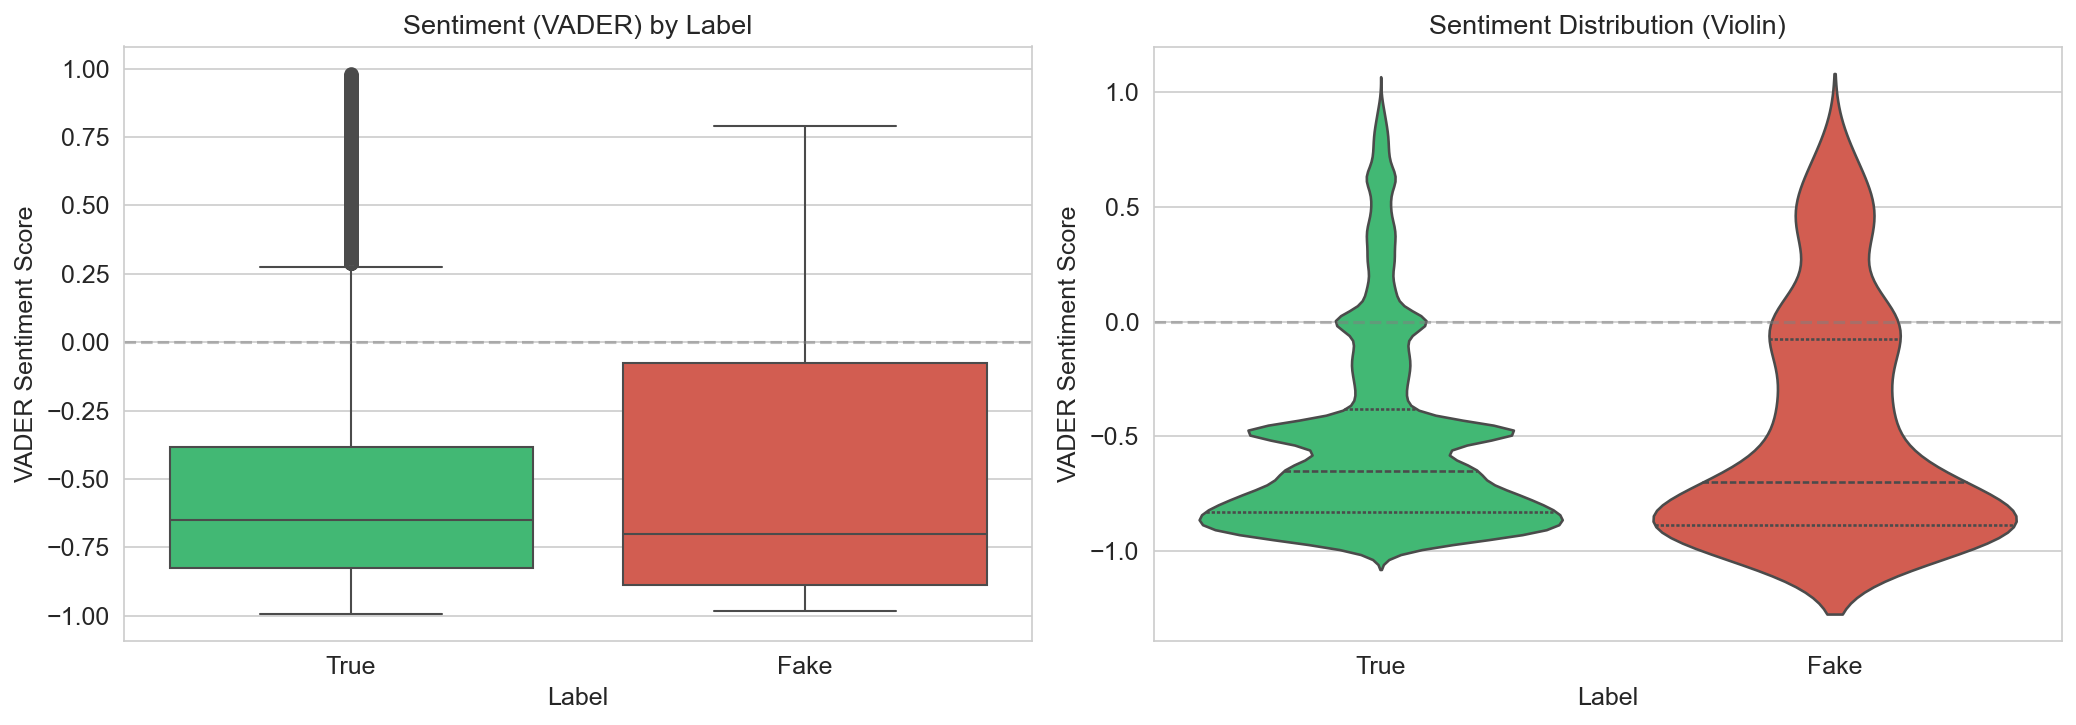 Sentiment (VADER) by Label
VADER Sentiment Score
1.00
0.75
0.50
0.25
0.00
−0.25
−0.50
−0.75
−1.00
True Fake
Label
Sentiment Distribution (Violin)
VADER Sentiment Score
1.0
0.5
0.0
−0.5
−1.0
True Fake
Label